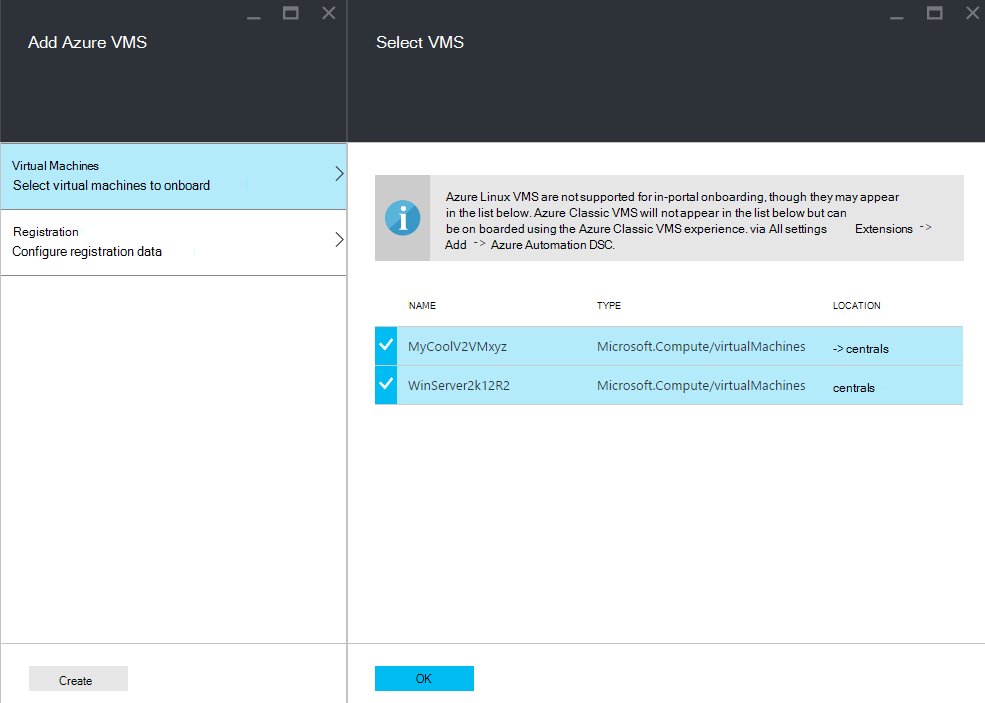 Add Azure VMS
Select VMS
Virtual Machines
Select virtual machines to onboard
Registration
Configure registration data
Create
Azure Linux VMS are not supported for in-portal onboarding, though they may appear
in the list below. Azure Classic VMS will not appear in the list below but can
be on boarded using the Azure Classic VMS experience. via All settings Extensions ->
Add -> Azure Automation DSC.
NAME TYPE LOCATION
MyCoolV2VMxyz Microsoft.Compute/virtualMachines -> centrals
WinServer2k12R2 Microsoft.Compute/virtualMachines centrals
OK